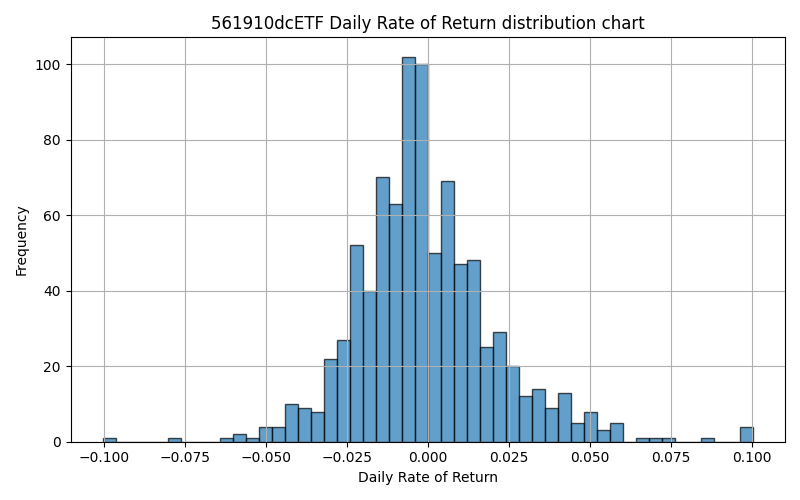 561910dcETF Daily Rate of Return distribution chart
Frequency
100
80
60
40
20
0
−0.100 −0.075 −0.050 −0.025 0.000 0.025 0.050 0.075 0.100
Daily Rate of Return